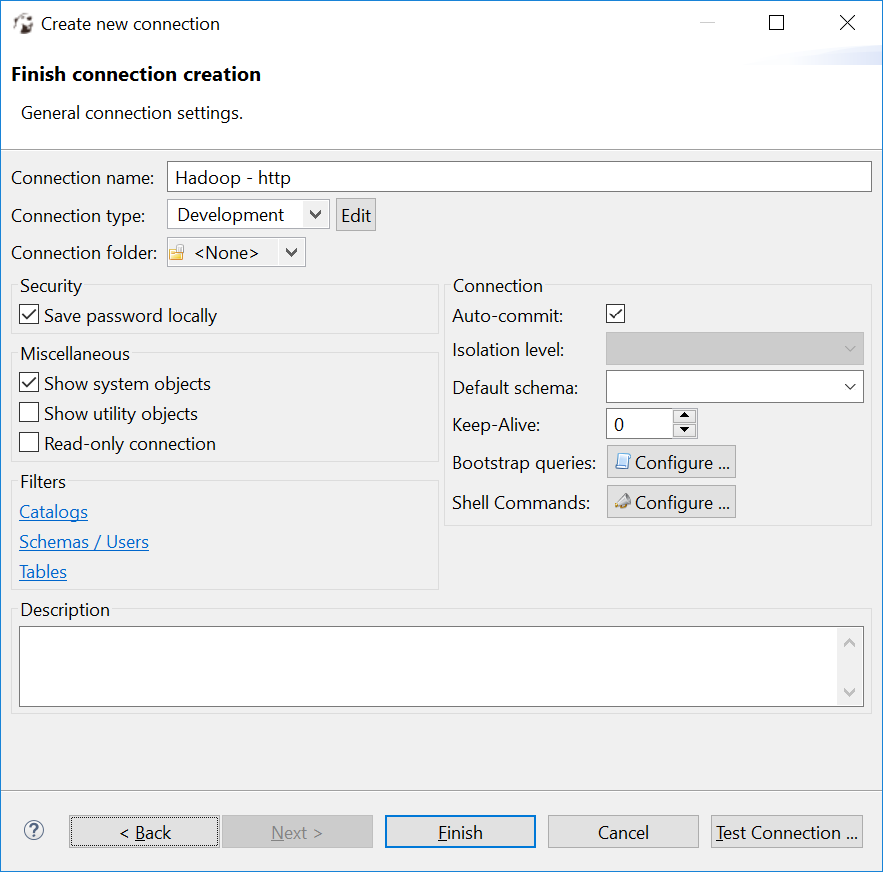 Create new connection
Finish connection creation
General connection settings.
Connection name: Hadoop - http
Connection type: Development Edit
Connection folder: <None>
Security
Save password locally
Miscellaneous
Show system objects
Show utility objects
Read-only connection
Filters
Catalogs
Schemas / Users
Tables
Connection
Auto-commit:
Isolation level:
Default schema:
Keep-Alive: 0
Bootstrap queries: Configure ...
Shell Commands: Configure ...
Description
? < Back Next > Finish Cancel Test Connection ...